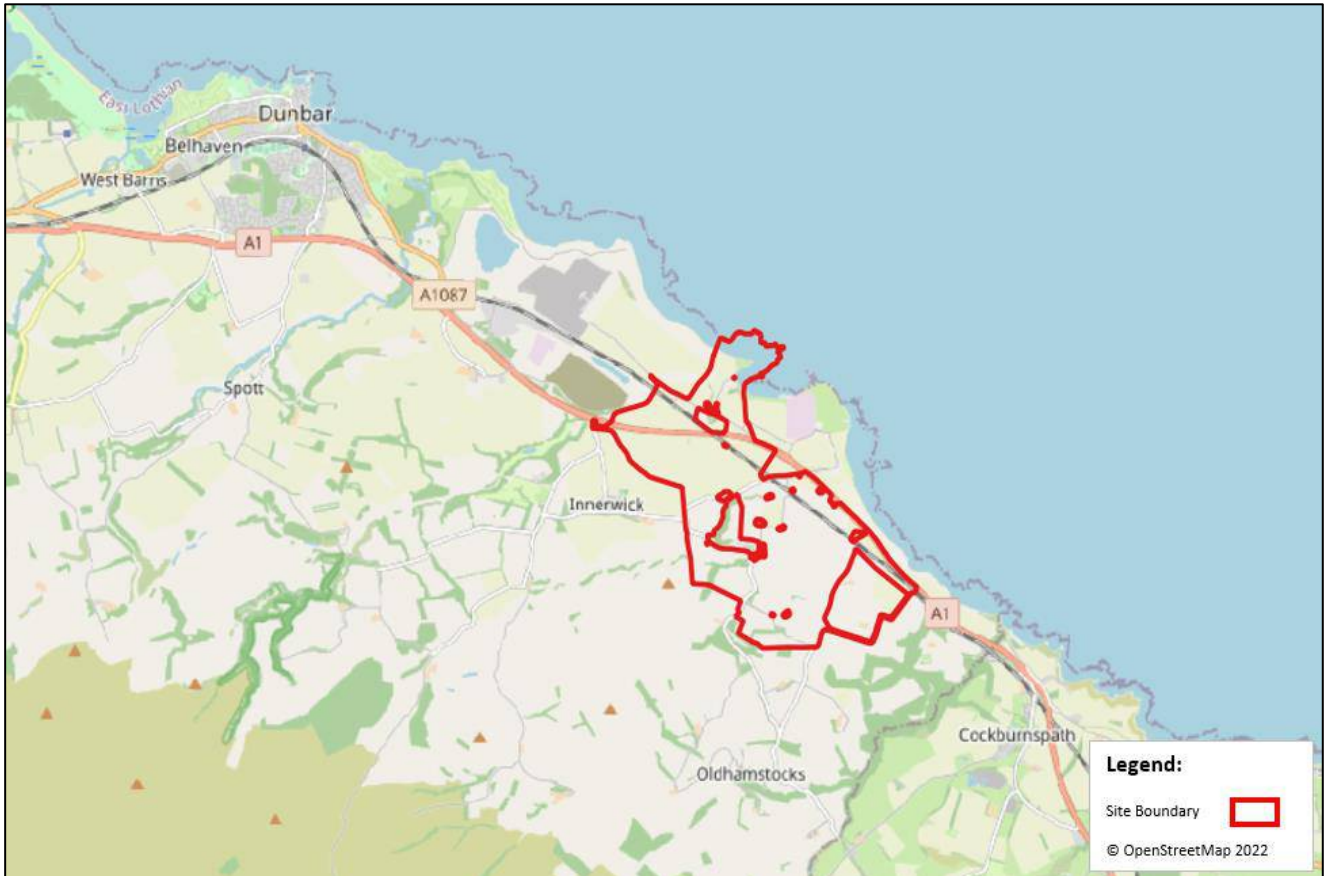 East Lothian
Dunbar
Belhaven
West Barns
A1
A1087
Spott
Innerwick
A1
Cockburnspath
Oldhamstocks
Legend:
Site Boundary
© OpenStreetMap 2022